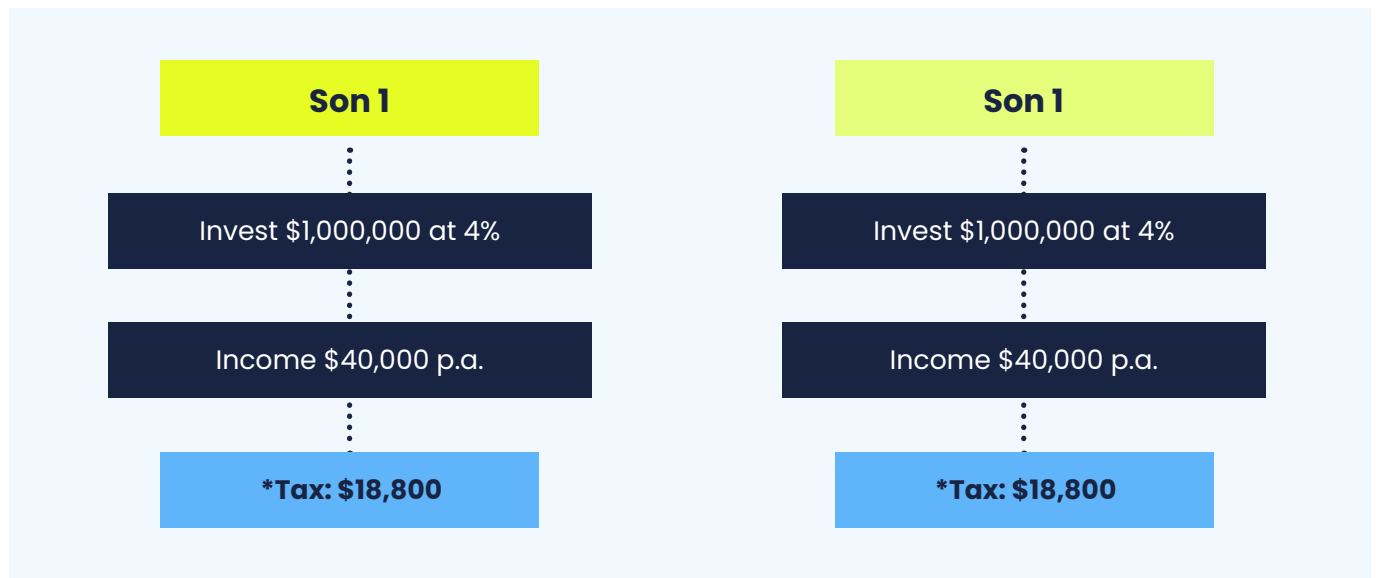 Son 1
Invest $1,000,000 at 4%
Income $40,000 p.a.
*Tax: $18,800
Son 1
Invest $1,000,000 at 4%
Income $40,000 p.a.
*Tax: $18,800